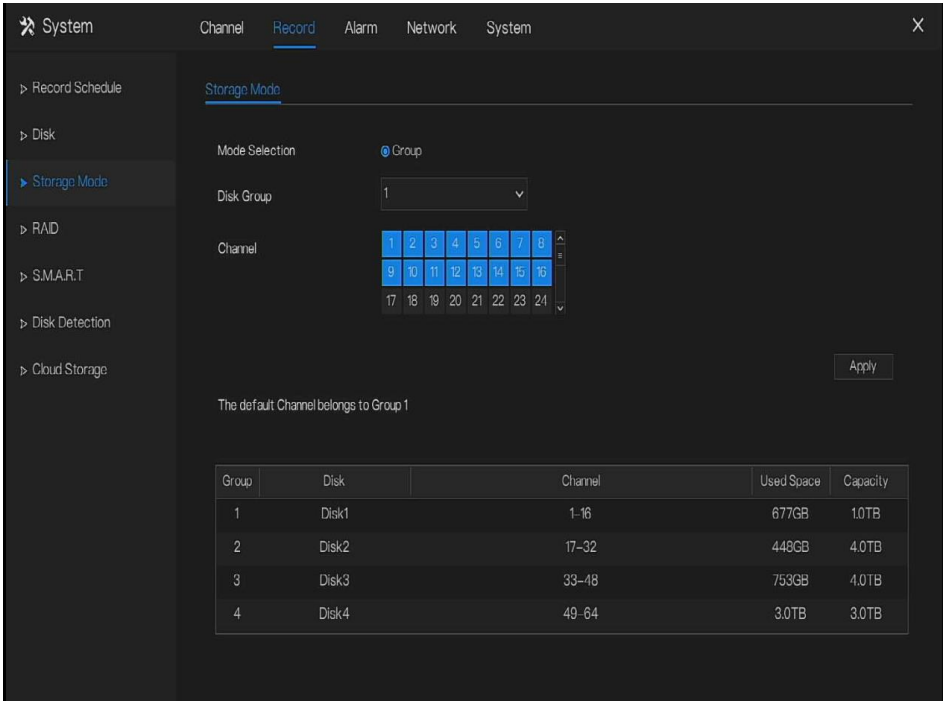 System Channel Record Alarm Network System X
Record Schedule
Storage Mode
Disk
Mode Selection Group
Storage Mode
Disk Group 1
RAID
Channel 1 2 3 4 5 6 7 8
S.M.A.R.T 9 10 11 12 13 14 15 16
17 18 19 20 21 22 23 24
Disk Detection
Cloud Storage
Apply
The default Channel belongs to Group 1
Group Disk Channel Used Space Capacity
1 Disk1 1-16 677GB 1.0TB
2 Disk2 17-32 448GB 4.0TB
3 Disk3 33-48 753GB 4.0TB
4 Disk4 49-64 3.0TB 3.0TB